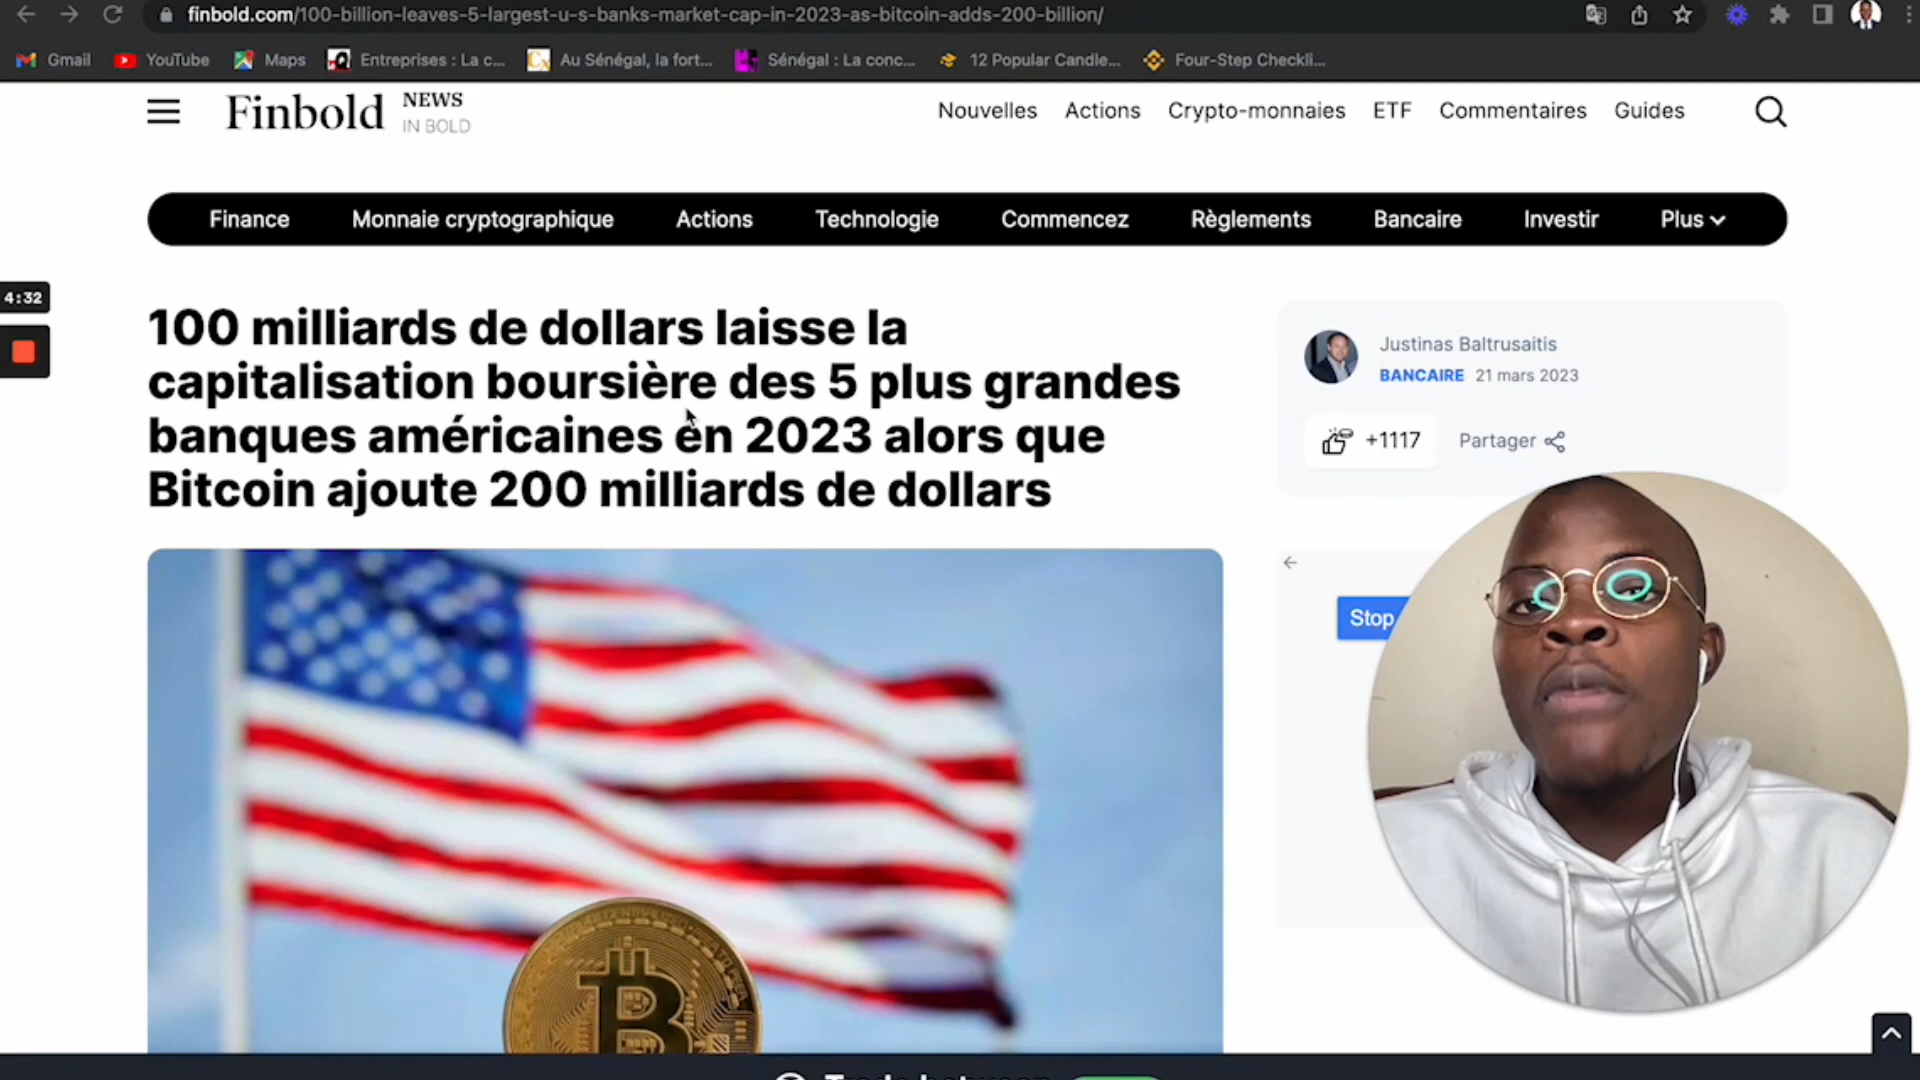 finbold.com/100-billion-leaves-5-largest-u-s-banks-market-cap-in-2023-as-bitcoin-adds-200-billion/
Gmail YouTube Maps Entreprises : La c... Au Sénégal, la fort... Sénégal : La conc... 12 Popular Candle... Four-Step Checkli...
Finbold NEWS
IN BOLD
Nouvelles Actions Crypto-monnaies ETF Commentaires Guides
Finance Monnaie cryptographique Actions Technologie Commencez Règlements Bancaire Investir Plus
4:32
100 milliards de dollars laisse la
capitalisation boursière des 5 plus grandes
banques américaines en 2023 alors que
Bitcoin ajoute 200 milliards de dollars
Justinas Baltrusaitis
BANCAIRE 21 mars 2023
+1117 Partager
Stop